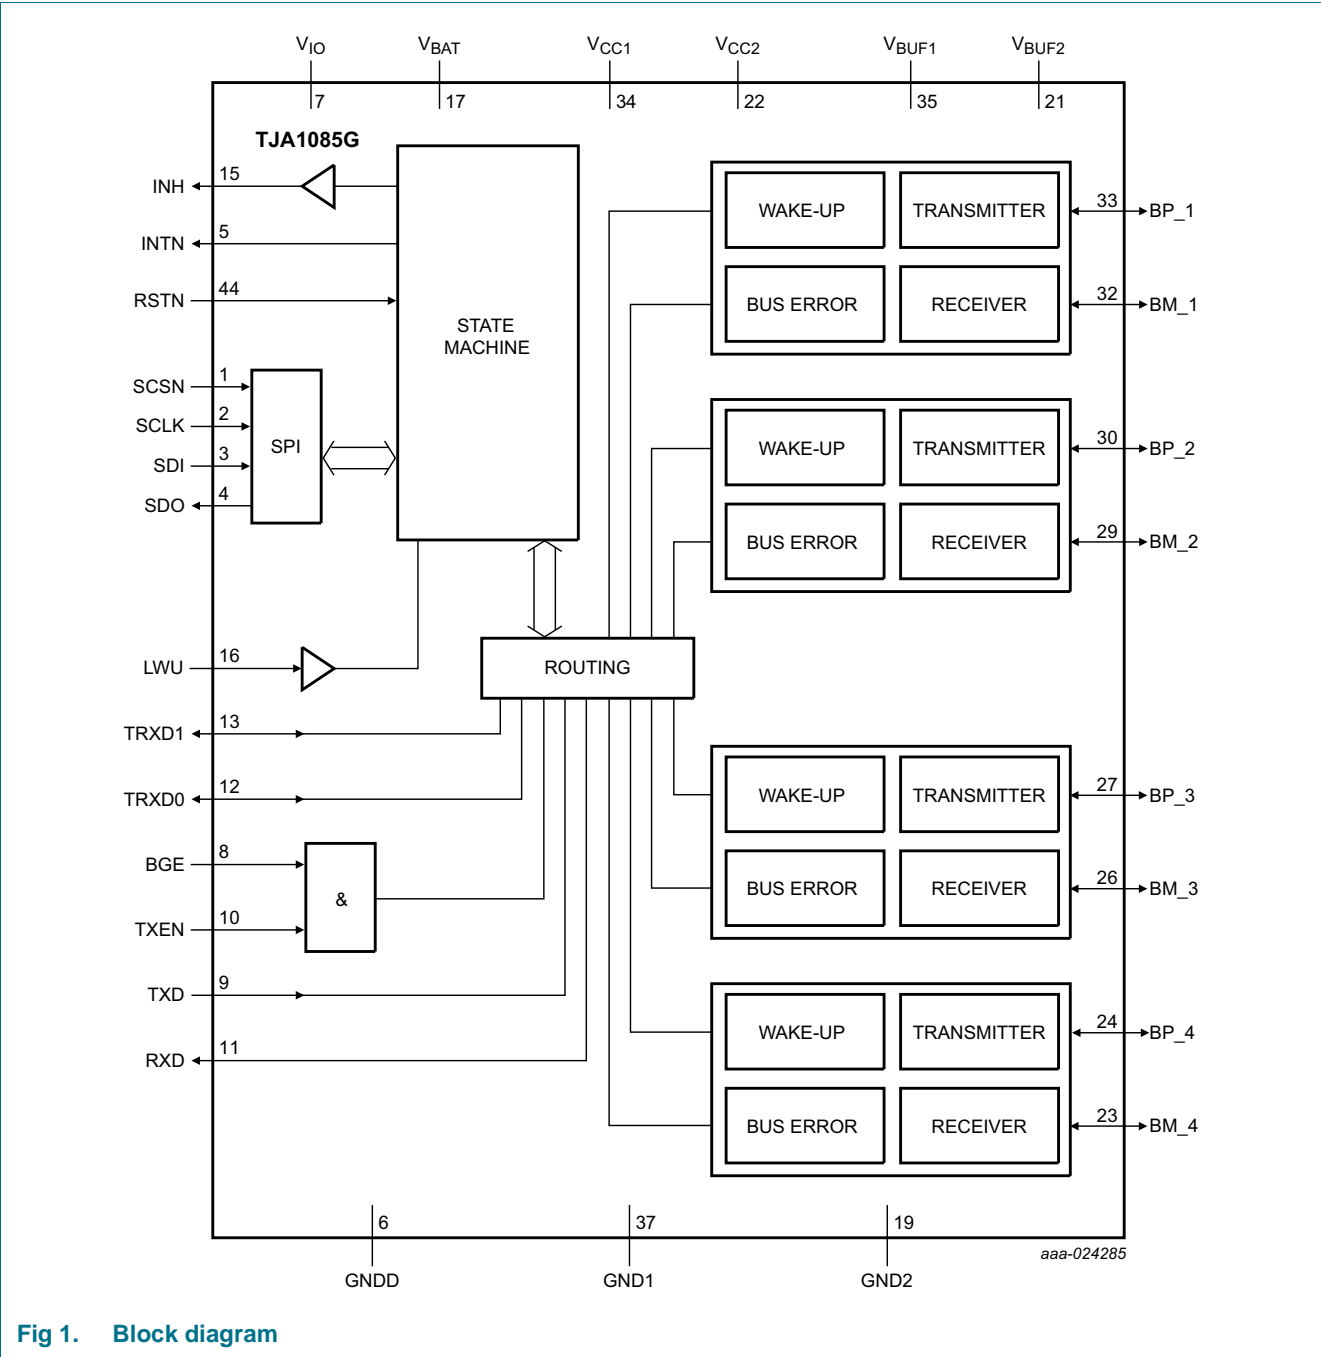 VIO VBAT VCC1 VCC2 VBUF1 VBUF2
7 17 34 22 35 21
TJA1085G
INH 15
INTN 5
RSTN 44
STATE
MACHINE
SCSN 1
SCLK 2
SDI 3
SDO 4
SPI
LWU 16
ROUTING
TRXD1 13
TRXD0 12
BGE 8
&
TXEN 10
TXD 9
RXD 11
WAKE-UP TRANSMITTER 33 BP_1
BUS ERROR RECEIVER 32 BM_1
WAKE-UP TRANSMITTER 30 BP_2
BUS ERROR RECEIVER 29 BM_2
WAKE-UP TRANSMITTER 27 BP_3
BUS ERROR RECEIVER 26 BM_3
WAKE-UP TRANSMITTER 24 BP_4
BUS ERROR RECEIVER 23 BM_4
6 37 19
GNDD GND1 GND2
aaa-024285
Fig 1. Block diagram